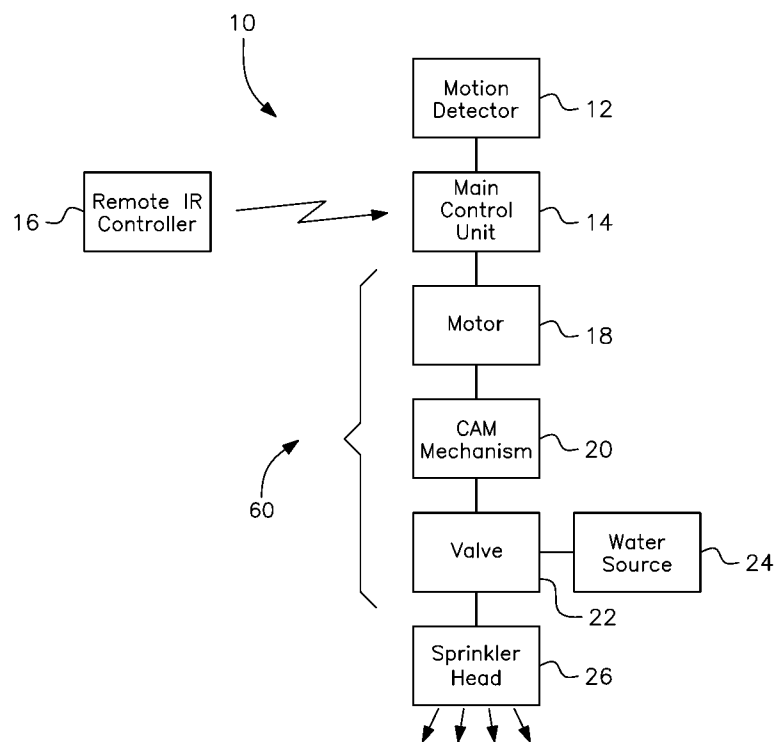 10
Motion
Detector
12
Remote IR
Controller
16
Main
Control
Unit
14
Motor
18
CAM
Mechanism
20
60
Valve
22
Water
Source
24
Sprinkler
Head
26